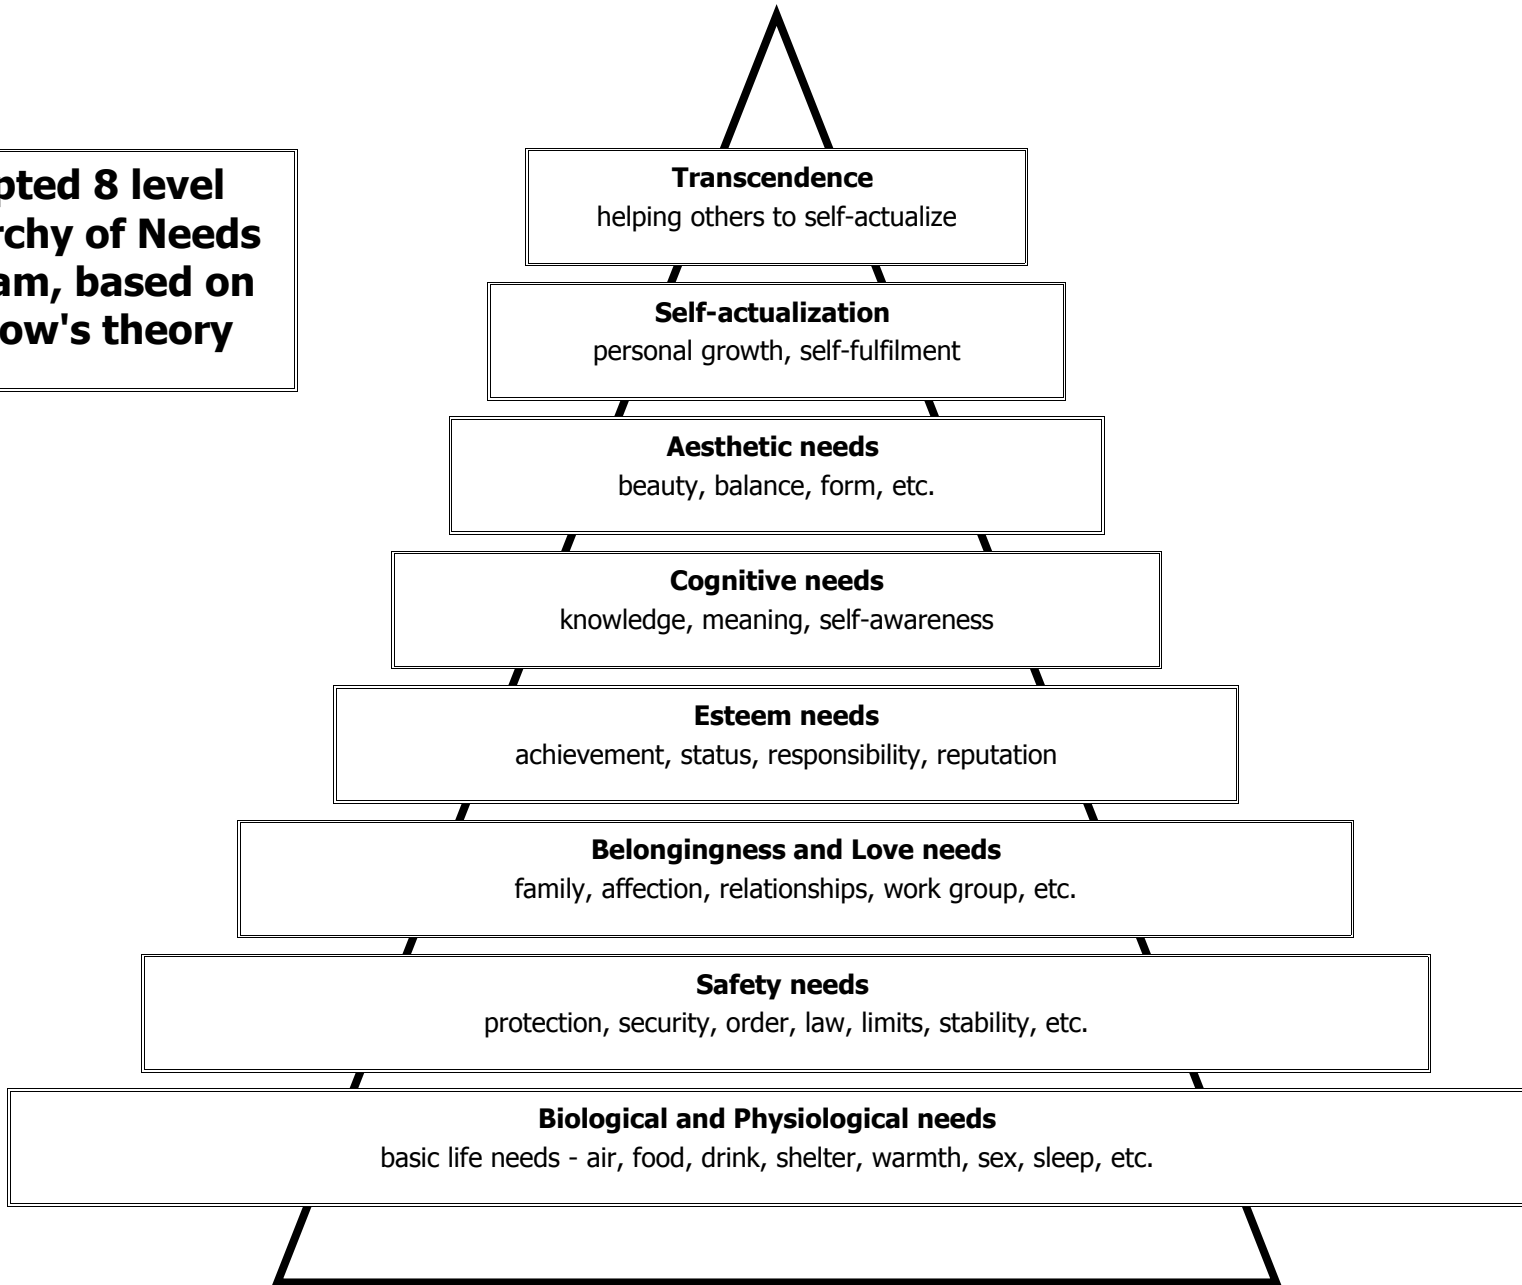 pted 8 level
rchy of Needs
am, based on
ow's theory
Transcendence
helping others to self-actualize
Self-actualization
personal growth, self-fulfilment
Aesthetic needs
beauty, balance, form, etc.
Cognitive needs
knowledge, meaning, self-awareness
Esteem needs
achievement, status, responsibility, reputation
Belongingness and Love needs
family, affection, relationships, work group, etc.
Safety needs
protection, security, order, law, limits, stability, etc.
Biological and Physiological needs
basic life needs - air, food, drink, shelter, warmth, sex, sleep, etc.